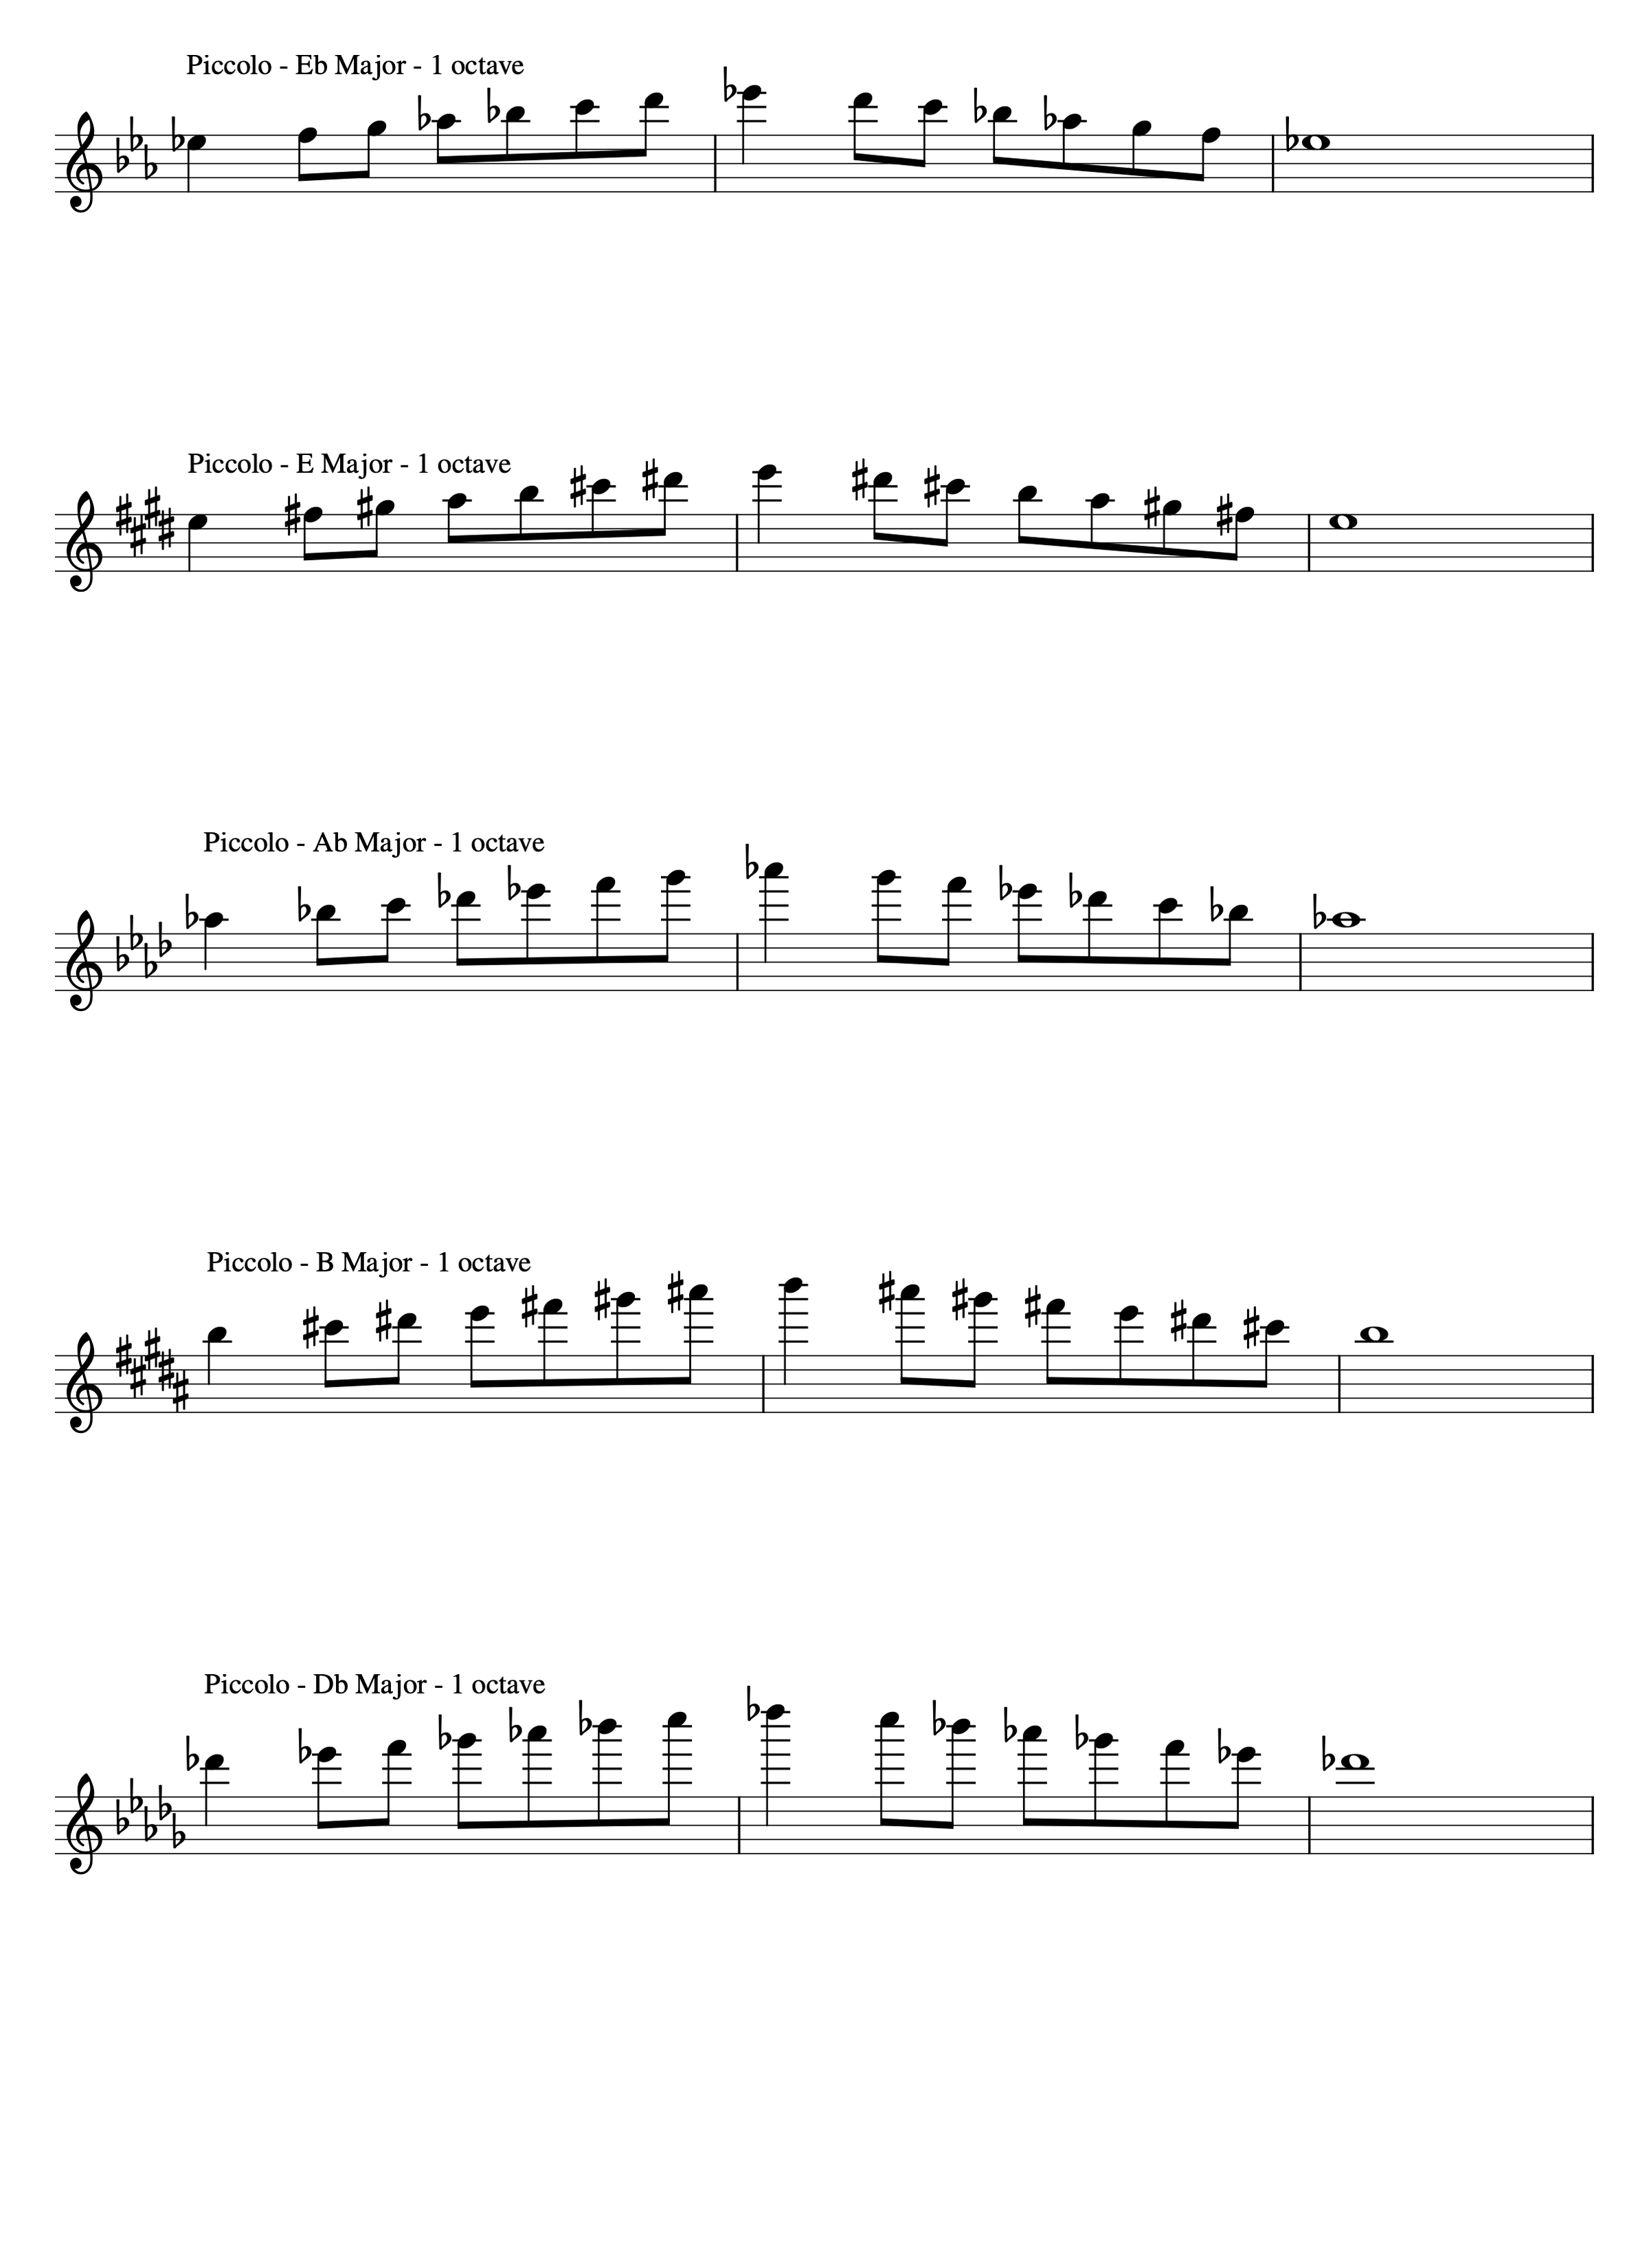 Piccolo - Eb Major - 1 octave
Piccolo - E Major - 1 octave
Piccolo - Ab Major - 1 octave
Piccolo - B Major - 1 octave
Piccolo - Db Major - 1 octave